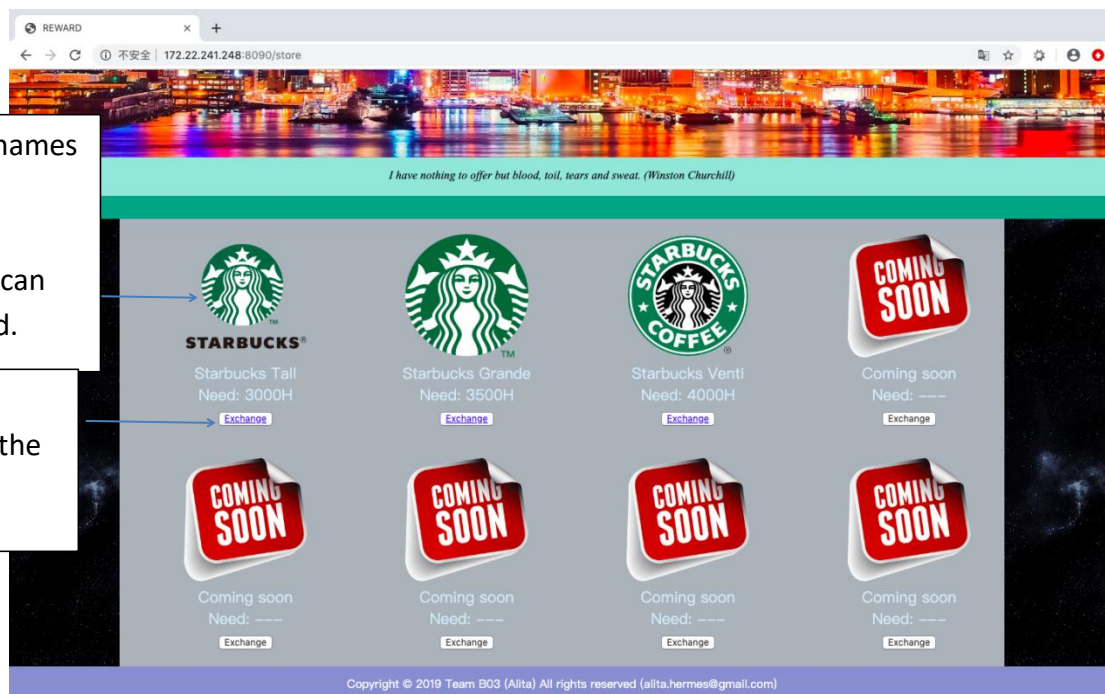 REWARD
不安全 | 172.22.241.248:8090/store
names
can
d.
the
I have nothing to offer but blood, toil, tears and sweat. (Winston Churchill)
STARBUCKS®
TM
Starbucks Tall
Need: 3000H
Exchange
TM
Starbucks Grande
Need: 3500H
Exchange
STARBUCKS COFFEE ®
Starbucks Venti
Need: 4000H
Exchange
COMING
SOON
Coming soon
Need: ---
Exchange
COMING
SOON
Coming soon
Need: ---
Exchange
COMING
SOON
Coming soon
Need: ---
Exchange
COMING
SOON
Coming soon
Need: ---
Exchange
COMING
SOON
Coming soon
Need: ---
Exchange
Copyright © 2019 Team B03 (Alita) All rights reserved (alita.hermes@gmail.com)